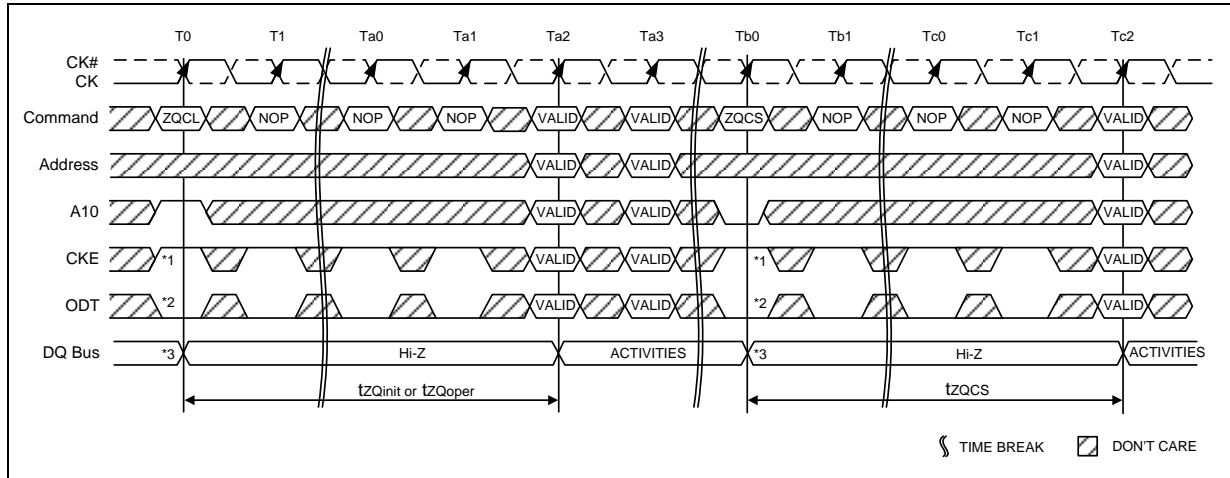 T0 T1 Ta0 Ta1 Ta2 Ta3 Tb0 Tb1 Tc0 Tc1 Tc2
CK#
CK
Command ZQCL NOP NOP NOP VALID VALID ZQCS NOP NOP NOP VALID
Address VALID VALID VALID
A10 VALID VALID VALID
CKE *1 VALID VALID *1 VALID
ODT *2 VALID VALID *2 VALID
DQ Bus *3 Hi-Z ACTIVITIES *3 Hi-Z ACTIVITIES
tZQinit or tZQoper tZQCS
TIME BREAK DON'T CARE